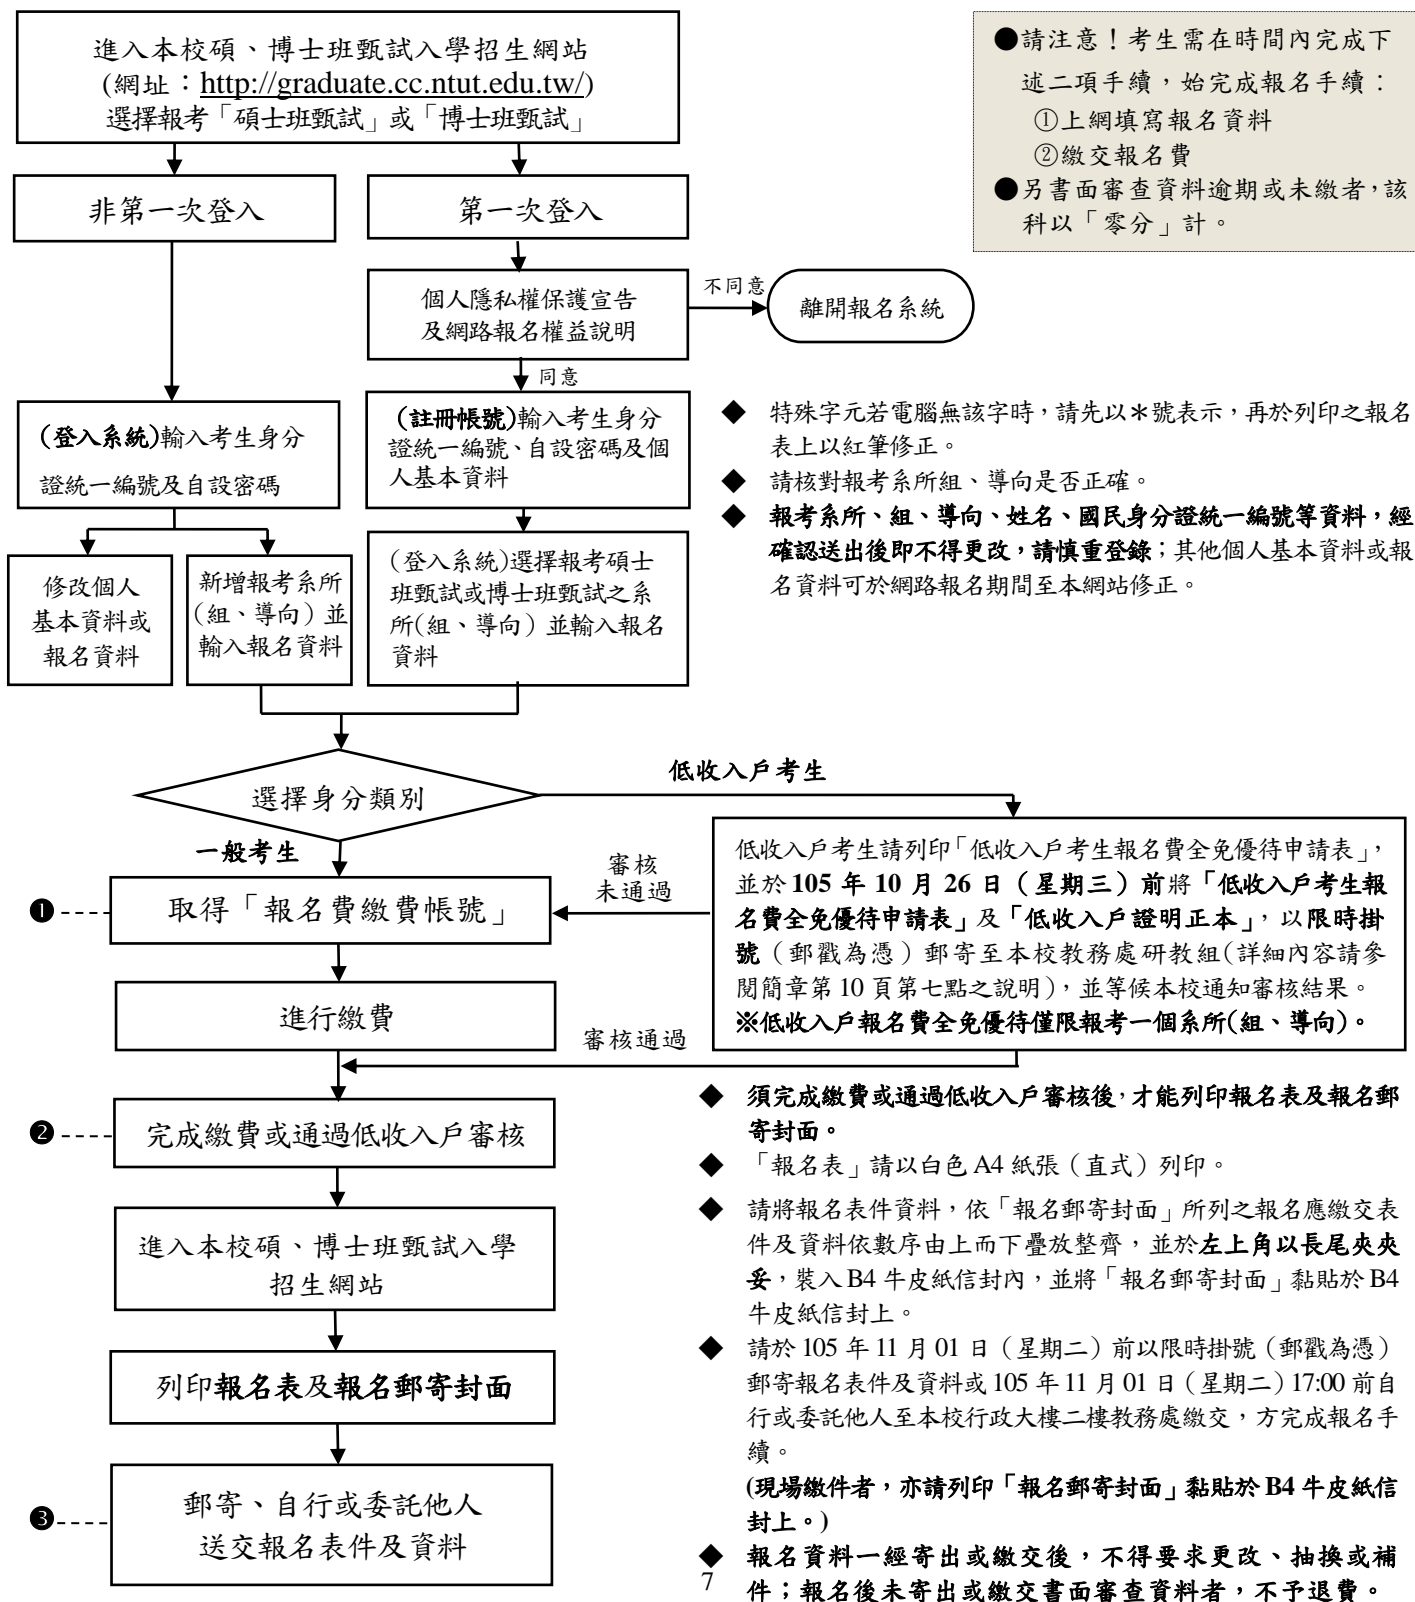 進入本校碩、博士班甄試入學招生網站
(網址：http://graduate.cc.ntut.edu.tw/)
選擇報考「碩士班甄試」或「博士班甄試」
●請注意！考生需在時間內完成下
述二項手續，始完成報名手續：
①上網填寫報名資料
②繳交報名費
●另書面審查資料逾期或未繳者，該
科以「零分」計。
非第一次登入
第一次登入
個人隱私權保護宣告
及網路報名權益說明
不同意
離開報名系統
同意
(登入系統)輸入考生身分
證統一編號及自設密碼
(註冊帳號)輸入考生身分
證統一編號、自設密碼及個
人基本資料
◆ 特殊字元若電腦無該字時，請先以＊號表示，再於列印之報名
表上以紅筆修正。
◆ 請核對報考系所組、導向是否正確。
◆ 報考系所、組、導向、姓名、國民身分證統一編號等資料，經
確認送出後即不得更改，請慎重登錄；其他個人基本資料或報
名資料可於網路報名期間至本網站修正。
修改個人
基本資料或
報名資料
新增報考系所
(組、導向）並
輸入報名資料
(登入系統)選擇報考碩士
班甄試或博士班甄試之系
所(組、導向）並輸入報名
資料
選擇身分類別
低收入戶考生
一般考生
低收入戶考生請列印「低收入戶考生報名費全免優待申請表」，
並於 105 年 10 月 26 日（星期三）前將「低收入戶考生報
名費全免優待申請表」及「低收入戶證明正本」，以限時掛
號（郵戳為憑）郵寄至本校教務處研教組(詳細內容請參
閱簡章第 10 頁第七點之說明)，並等候本校通知審核結果。
※低收入戶報名費全免優待僅限報考一個系所(組、導向)。
審核
未通過
❶ 取得「報名費繳費帳號」
進行繳費
審核通過
❷ 完成繳費或通過低收入戶審核
進入本校碩、博士班甄試入學
招生網站
列印報名表及報名郵寄封面
❸ 郵寄、自行或委託他人
送交報名表件及資料
◆ 須完成繳費或通過低收入戶審核後，才能列印報名表及報名郵
寄封面。
◆ 「報名表」請以白色 A4 紙張（直式）列印。
◆ 請將報名表件資料，依「報名郵寄封面」所列之報名應繳交表
件及資料依數序由上而下疊放整齊，並於左上角以長尾夾夾
妥，裝入 B4 牛皮紙信封內，並將「報名郵寄封面」黏貼於 B4
牛皮紙信封上。
◆ 請於 105 年 11 月 01 日（星期二）前以限時掛號（郵戳為憑）
郵寄報名表件及資料或 105 年 11 月 01 日（星期二）17:00 前自
行或委託他人至本校行政大樓二樓教務處繳交，方完成報名手
續。
(現場繳件者，亦請列印「報名郵寄封面」黏貼於 B4 牛皮紙信
封上。)
◆ 報名資料一經寄出或繳交後，不得要求更改、抽換或補
件；報名後未寄出或繳交書面審查資料者，不予退費。
7